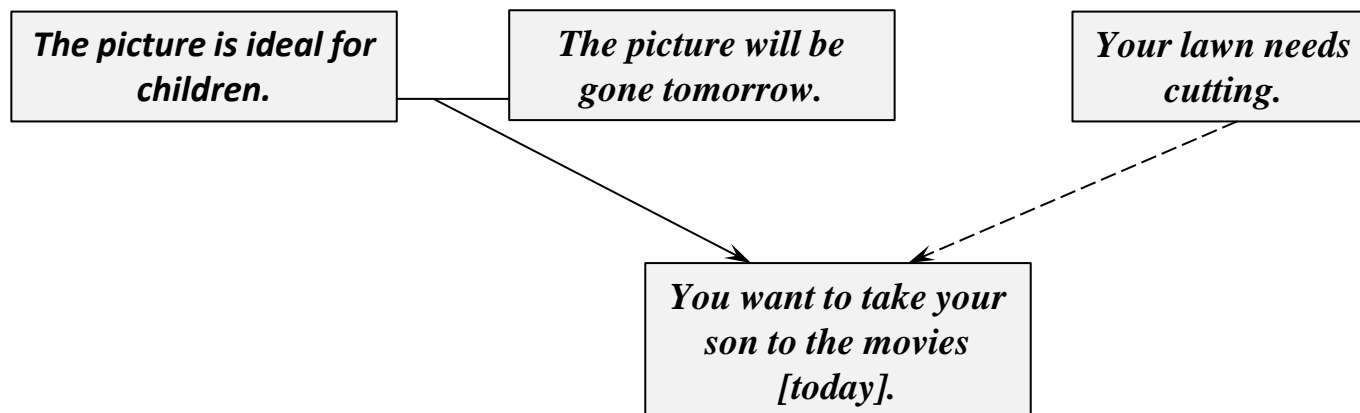 The picture is ideal for
children.
The picture will be
gone tomorrow.
Your lawn needs
cutting.
You want to take your
son to the movies
[today].